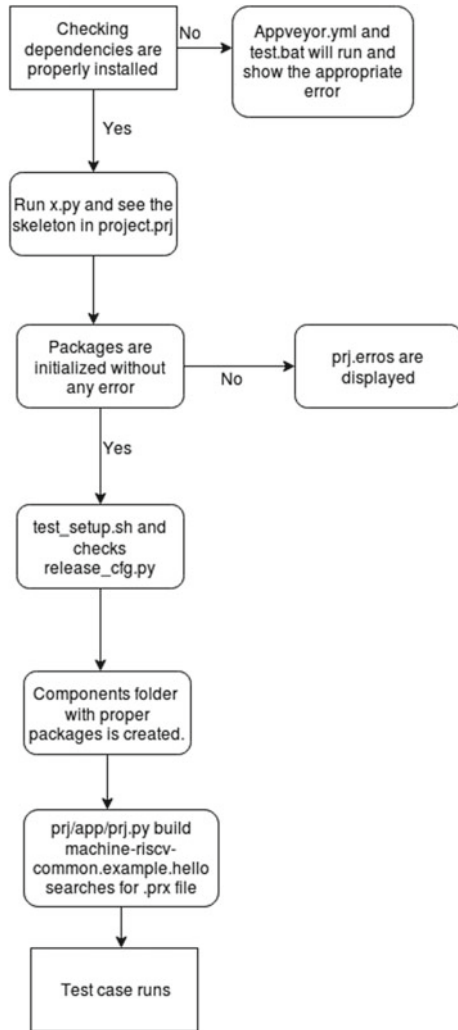 Checking
dependencies are
properly installed
No
Appveyor.yml and
test.bat will run and
show the appropriate
error
Yes
Run x.py and see the
skeleton in project.prj
Packages are
initialized without
any error
No
prj.erros are
displayed
Yes
test_setup.sh and
checks
release_cfg.py
Components folder
with proper
packages is created.
prj/app/prj.py build
machine-riscv-
common.example.hello
searches for .prx file
Test case runs